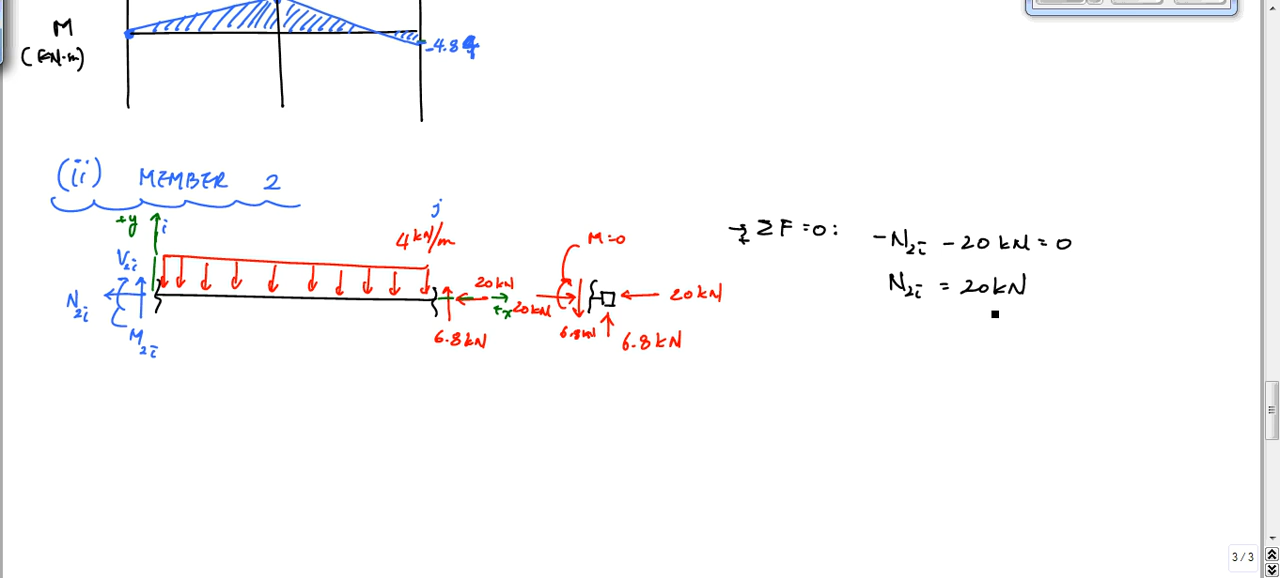 M
(kN·m)
-4.89
(ii) MEMBER 2
+y
i
j
4 kN/m
V2i
N2i
M2i
20 kN
+x
6.8 kN
M=0
20 kN
6.8 kN
20 kN
6.8 kN
→+ ΣF = 0: -N2i - 20 kN = 0
N2i = 20 kN
3 / 3